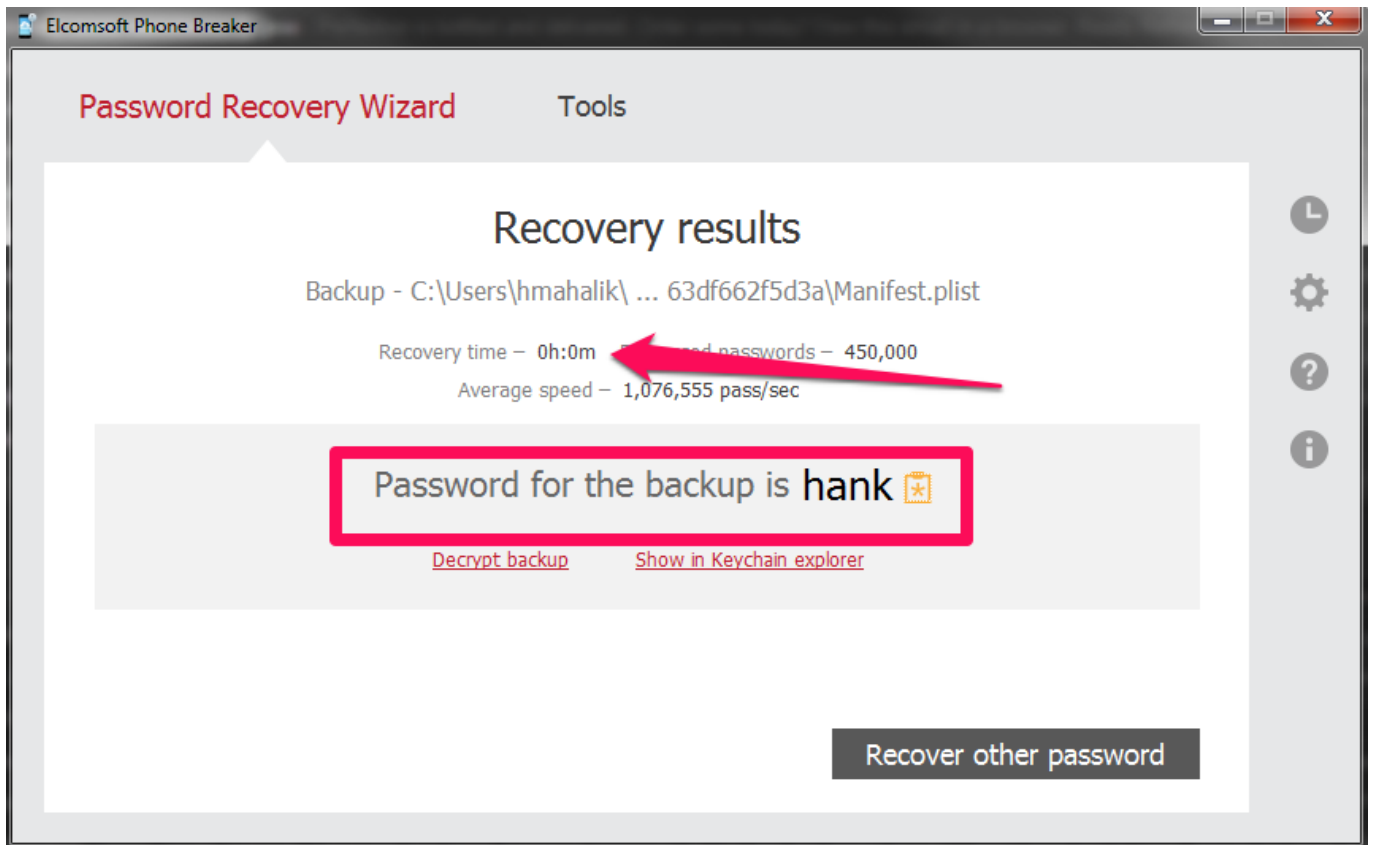 Elcomsoft Phone Breaker
Password Recovery Wizard Tools
Recovery results
Backup - C:\Users\hmahalik\ ... 63df662f5d3a\Manifest.plist
Recovery time – 0h:0m passwords – 450,000
Average speed – 1,076,555 pass/sec
Password for the backup is hank
Decrypt backup Show in Keychain explorer
Recover other password